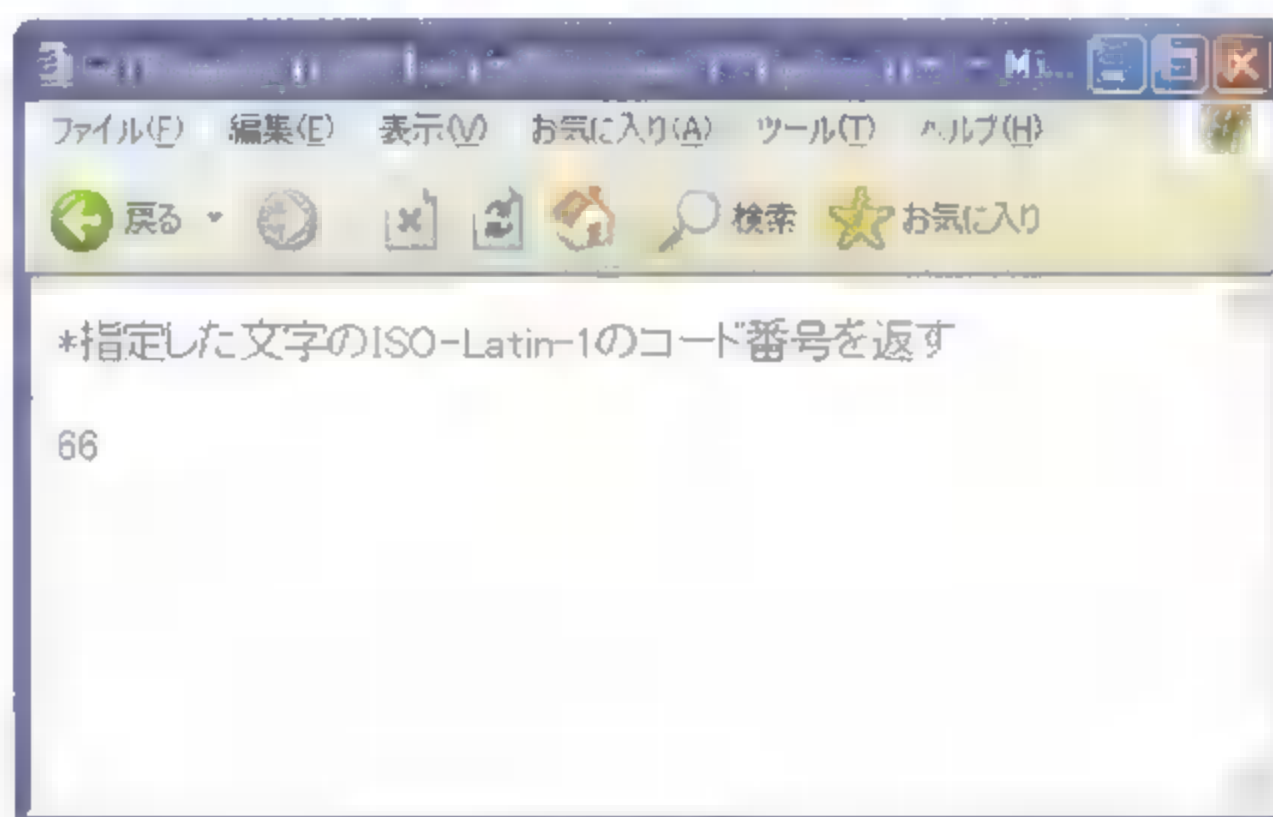 Mi...
ファイル(F) 編集(E) 表示(V) お気に入り(A) ツール(T) ヘルプ(H)
戻る 検索 お気に入り
*指定した文字のISO-Latin-1のコード番号を返す
66